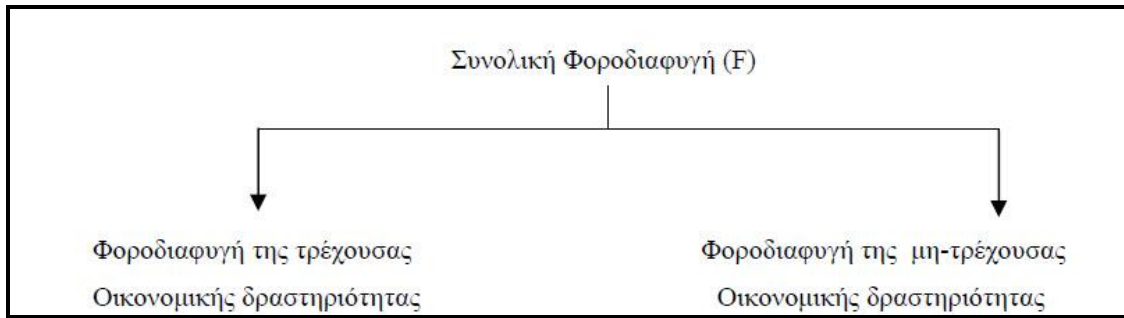 Συνολική Φοροδιαφυγή (F)
Φοροδιαφυγή της τρέχουσας
Οικονομικής δραστηριότητας
Φοροδιαφυγή της μη-τρέχουσας
Οικονομικής δραστηριότητας